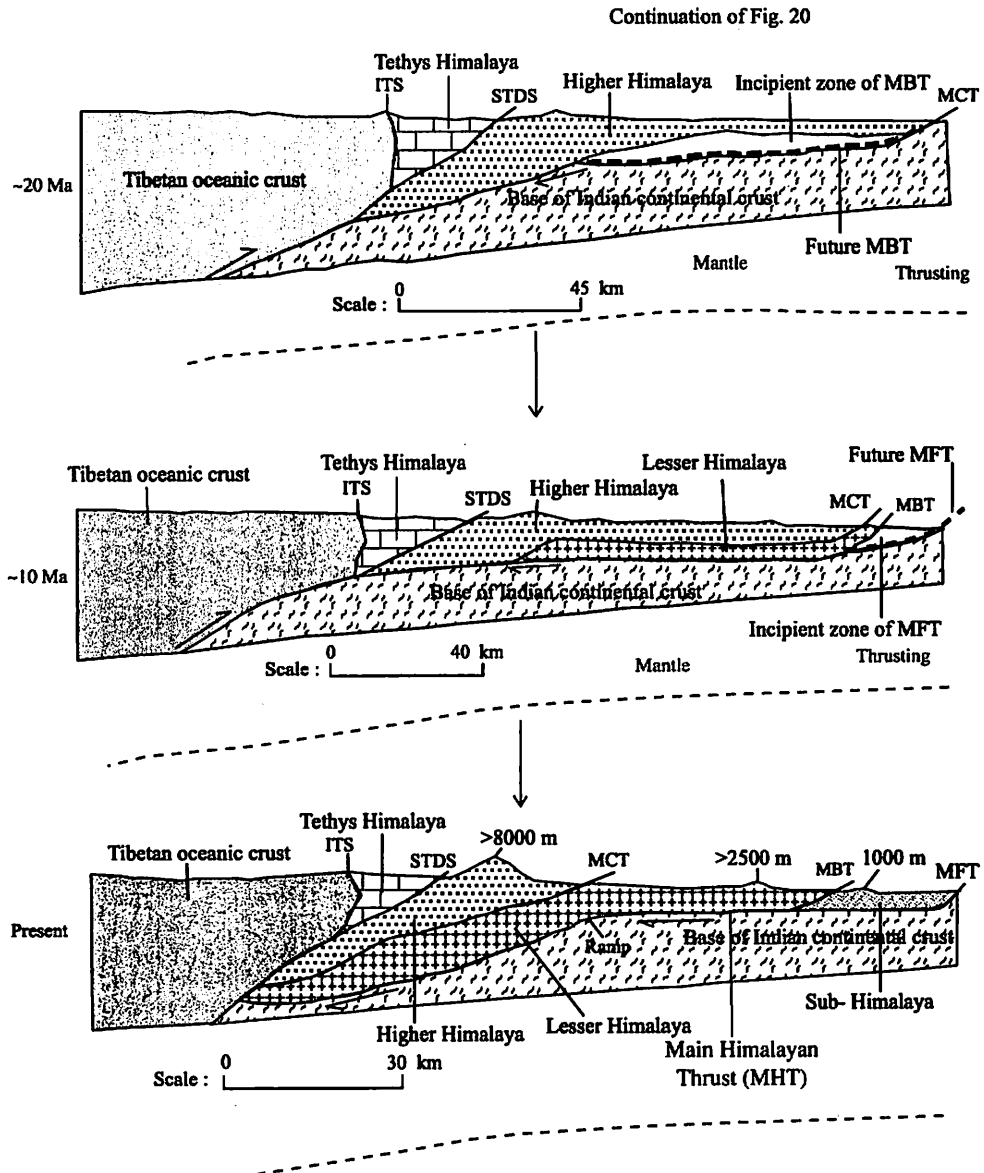 Continuation of Fig. 20
Tethys Himalaya
ITS
STDS
Higher Himalaya
Incipient zone of MBT
MCT
~20 Ma
Tibetan oceanic crust
Base of Indian continental crust
Future MBT
Mantle
Thrusting
0 45 km
Scale :
Tibetan oceanic crust
Tethys Himalaya
ITS
STDS
Higher Himalaya
Lesser Himalaya
Future MFT
MCT
MBT
~10 Ma
Base of Indian continental crust
Incipient zone of MFT
Thrusting
0 40 km
Scale :
Mantle
Tethys Himalaya
ITS
Tibetan oceanic crust
STDS
>8000 m
MCT
>2500 m
MBT
1000 m
MFT
Present
Ramp
Base of Indian continental crust
Sub- Himalaya
Higher Himalaya
Lesser Himalaya
Main Himalayan
Thrust (MHT)
0 30 km
Scale :